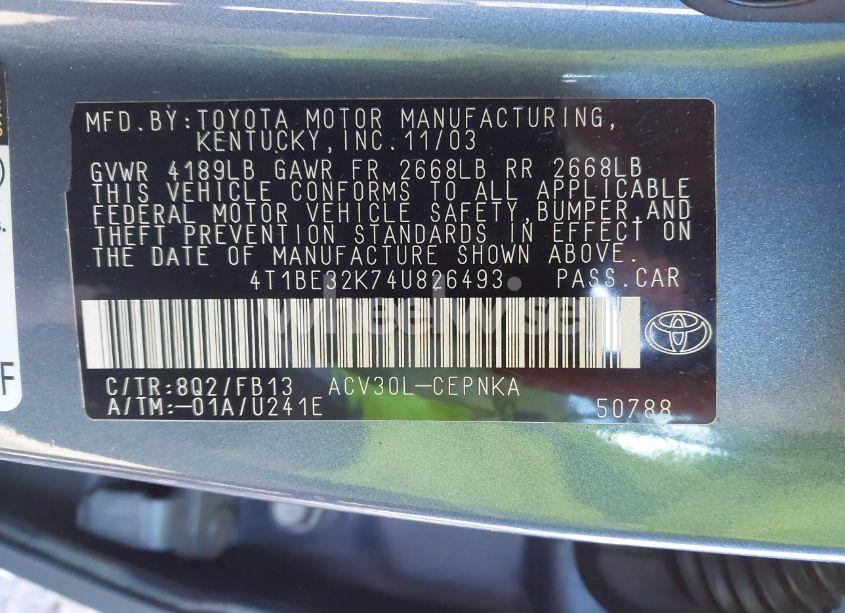 MFD.BY:TOYOTA MOTOR MANUFACTURING,
KENTUCKY,INC.11/03
GVWR 4189LB GAWR FR 2668LB RR 2668LB
THIS VEHICLE CONFORMS TO ALL APPLICABLE
FEDERAL MOTOR VEHICLE SAFETY,BUMPER,AND
THEFT PREVENTION STANDARDS IN EFFECT ON
THE DATE OF MANUFACTURE SHOWN ABOVE.
4T1BE32K74U826493 PASS.CAR
wheelwise
C/TR:8Q2/FB13 ACV30L-CEPNKA
A/TM:-01A/U241E 50788
F